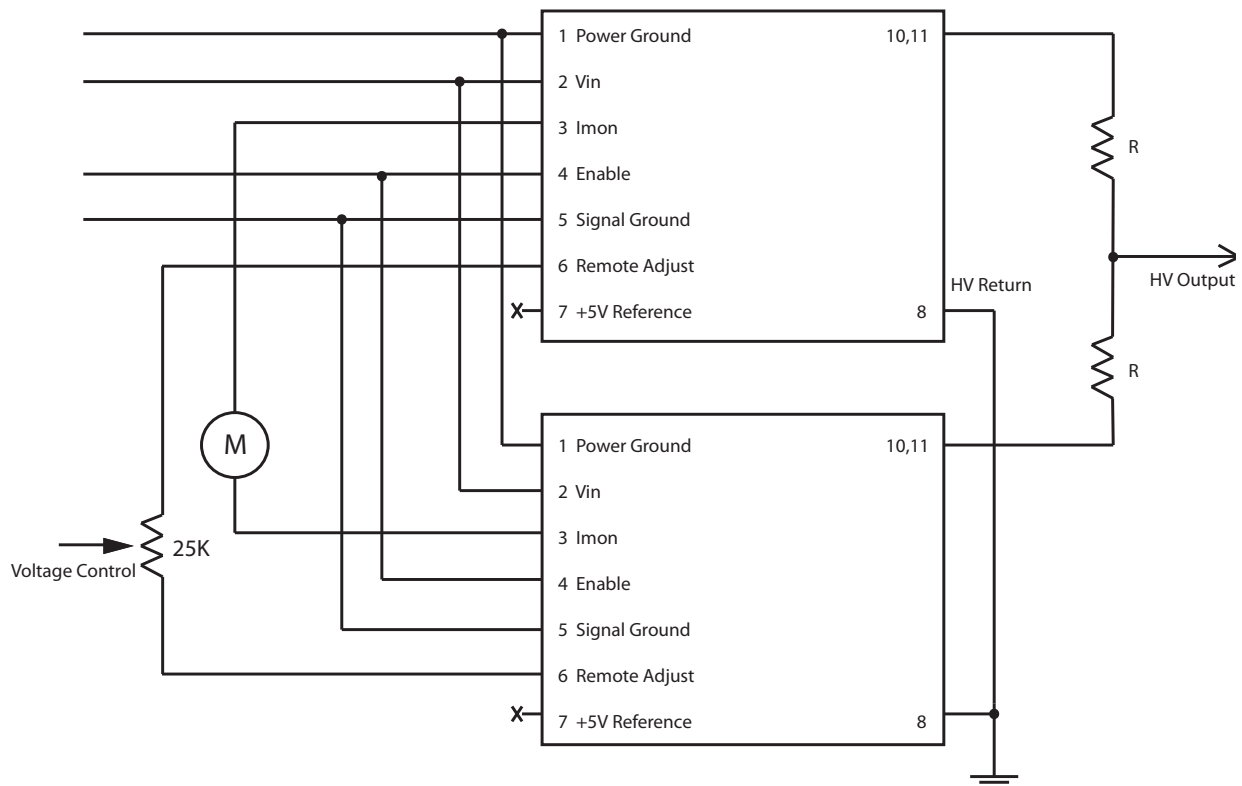 1 Power Ground 10,11
2 Vin
3 Imon
R
4 Enable
5 Signal Ground
6 Remote Adjust
HV Return
HV Output
7 +5V Reference 8
X
R
M
1 Power Ground 10,11
2 Vin
3 Imon
25K
Voltage Control
4 Enable
5 Signal Ground
6 Remote Adjust
X
7 +5V Reference 8